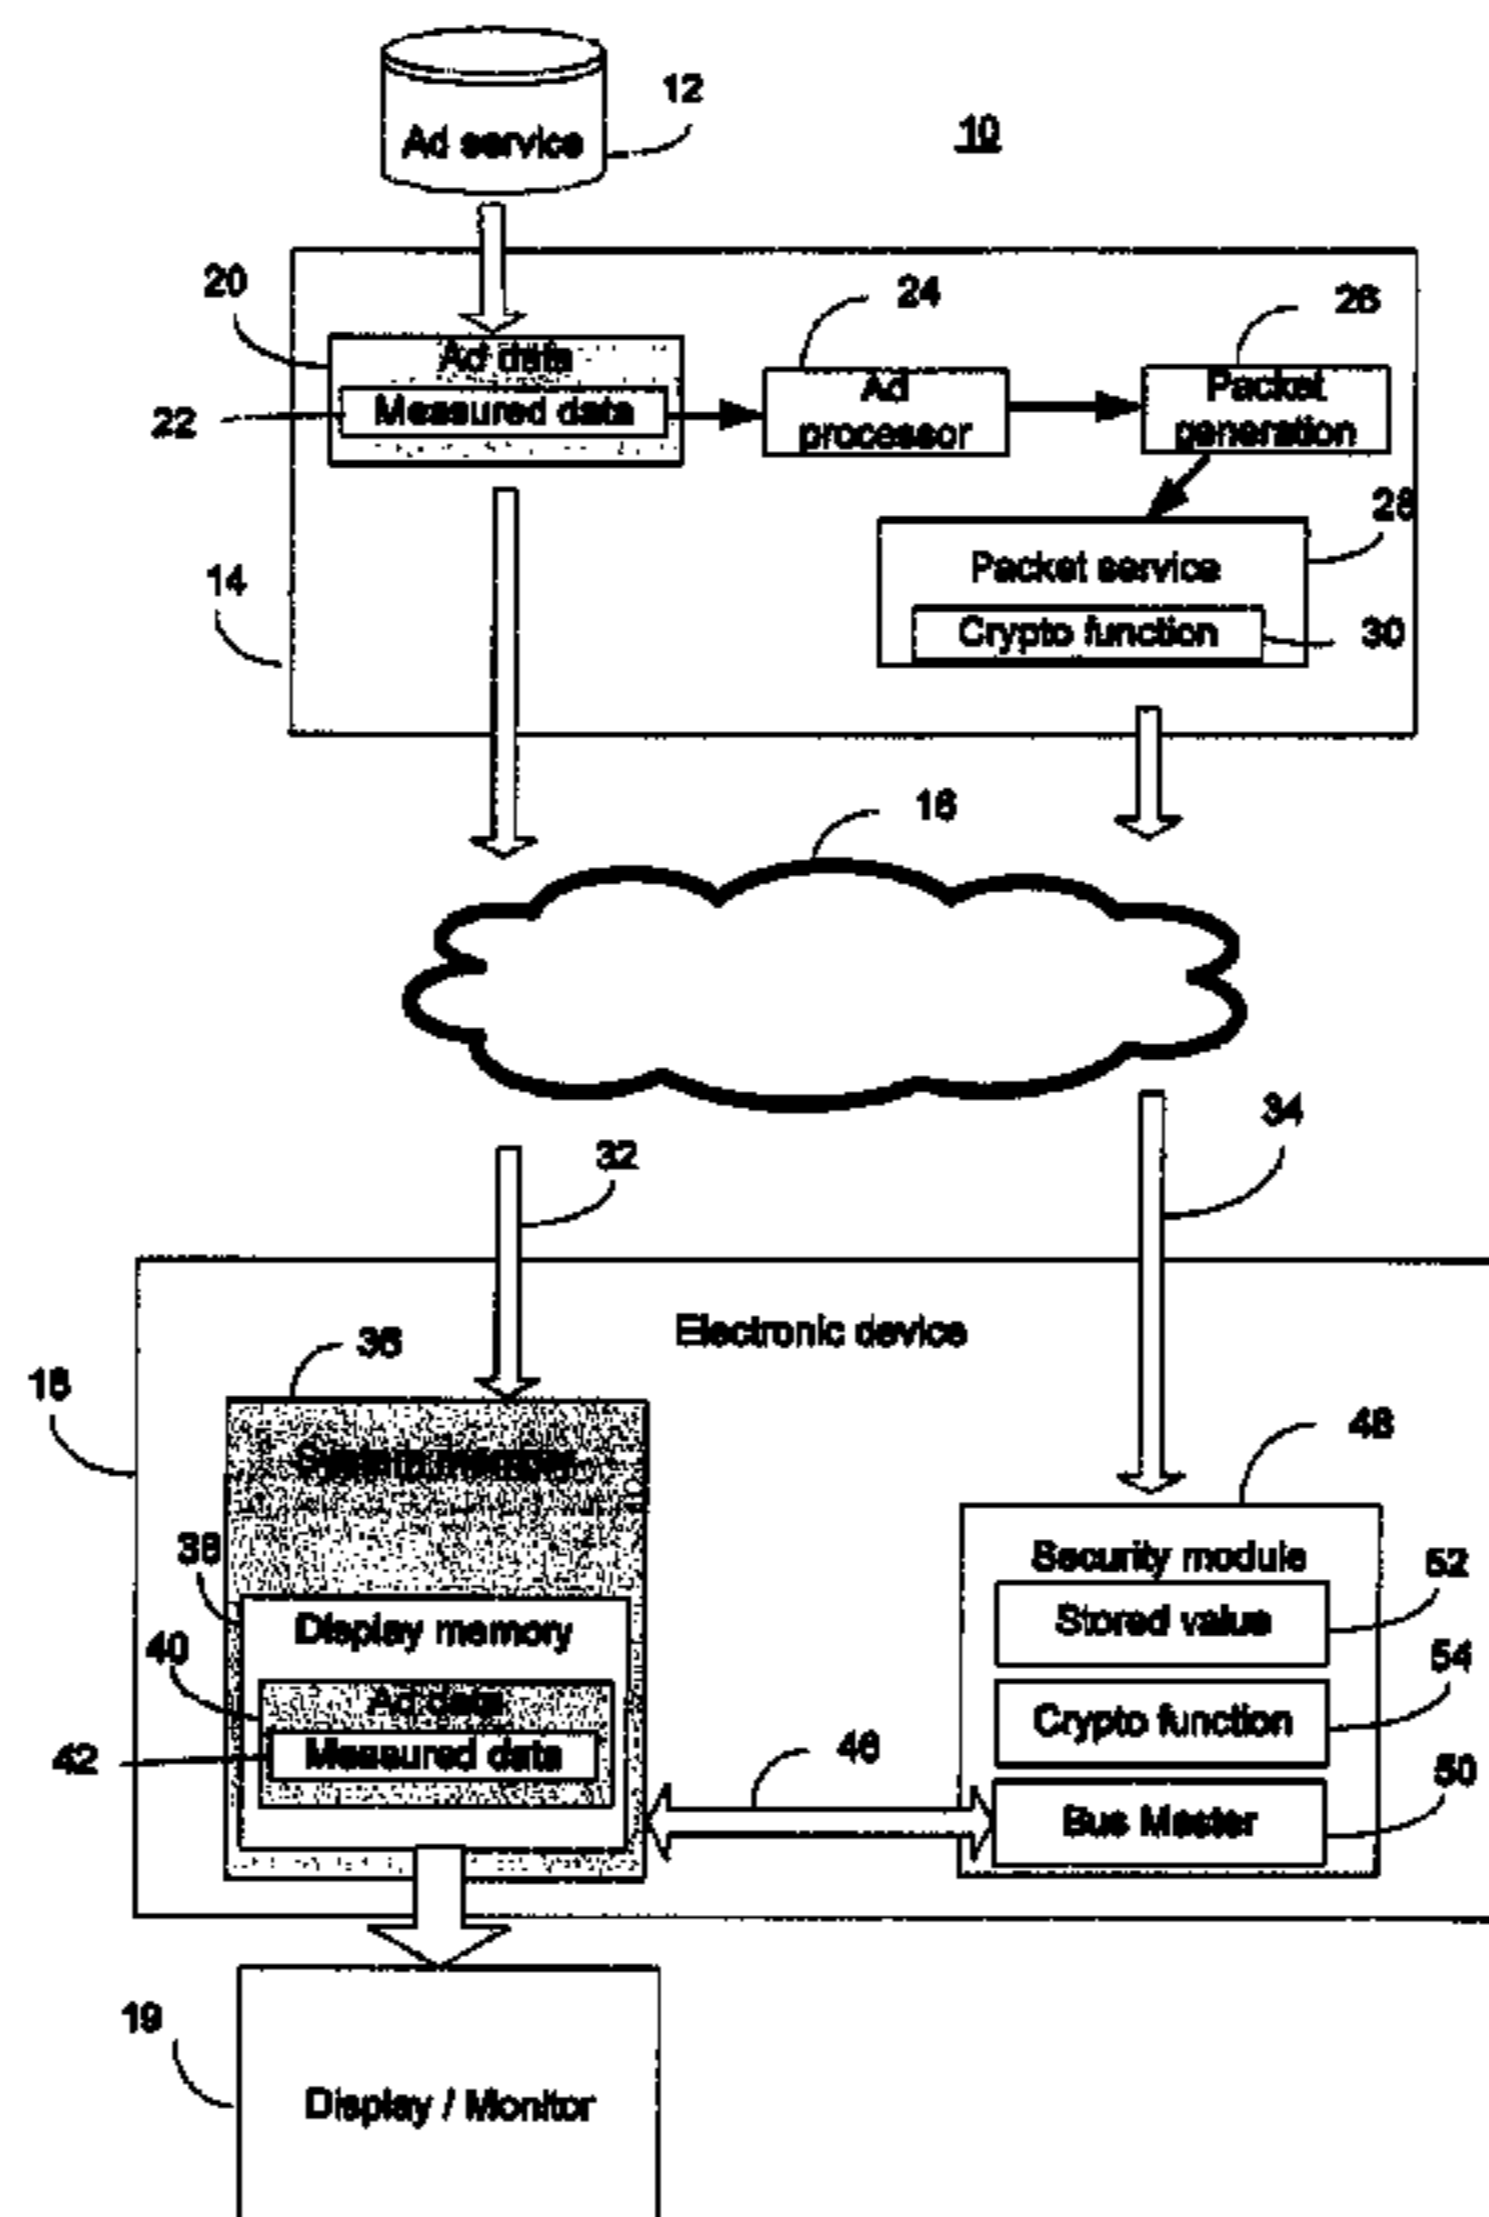 12
Ad service
10
20
24
26
Ad data
22
Measured data
Ad
processor
Packet
generation
28
Packet service
14
Crypto function
30
16
34
32
Electronic device
36
18
48
System memory
38
Security module
52
Display memory
Stored value
40
54
Ad data
Crypto function
42
Measured data
46
50
Bus Master
19
Display / Monitor